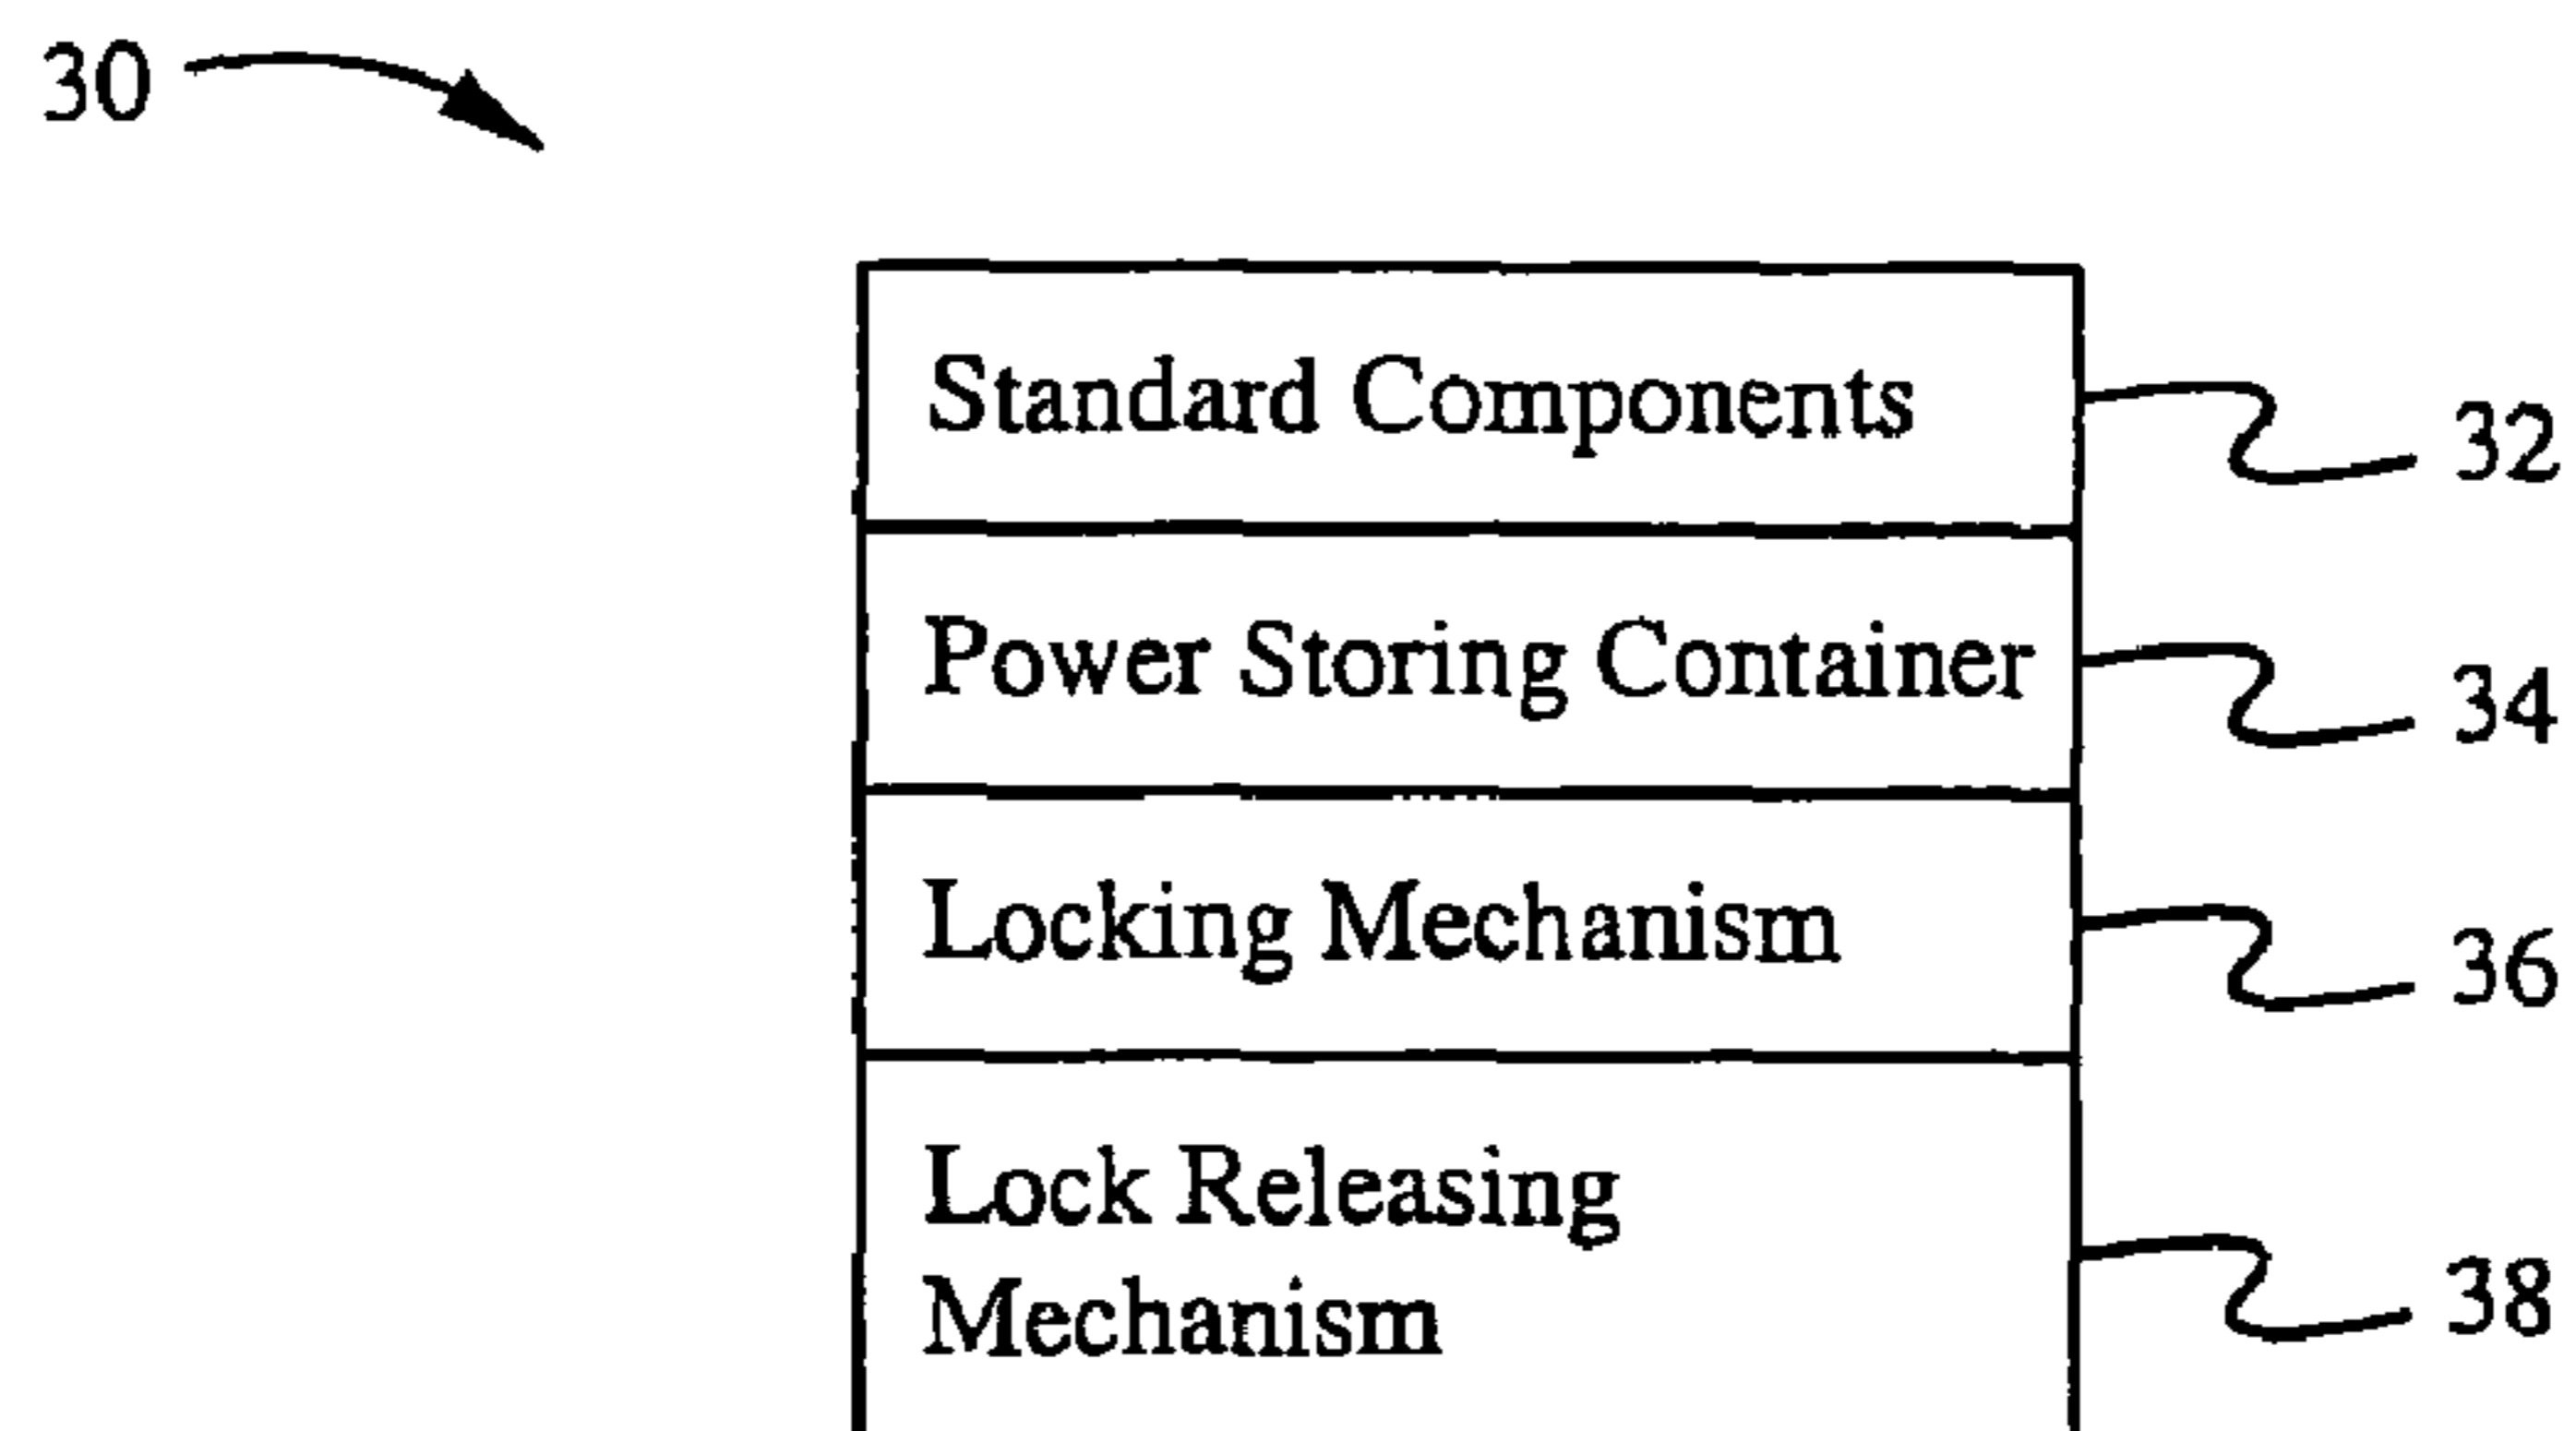 30
Standard Components
32
Power Storing Container
34
Locking Mechanism
36
Lock Releasing
Mechanism
38